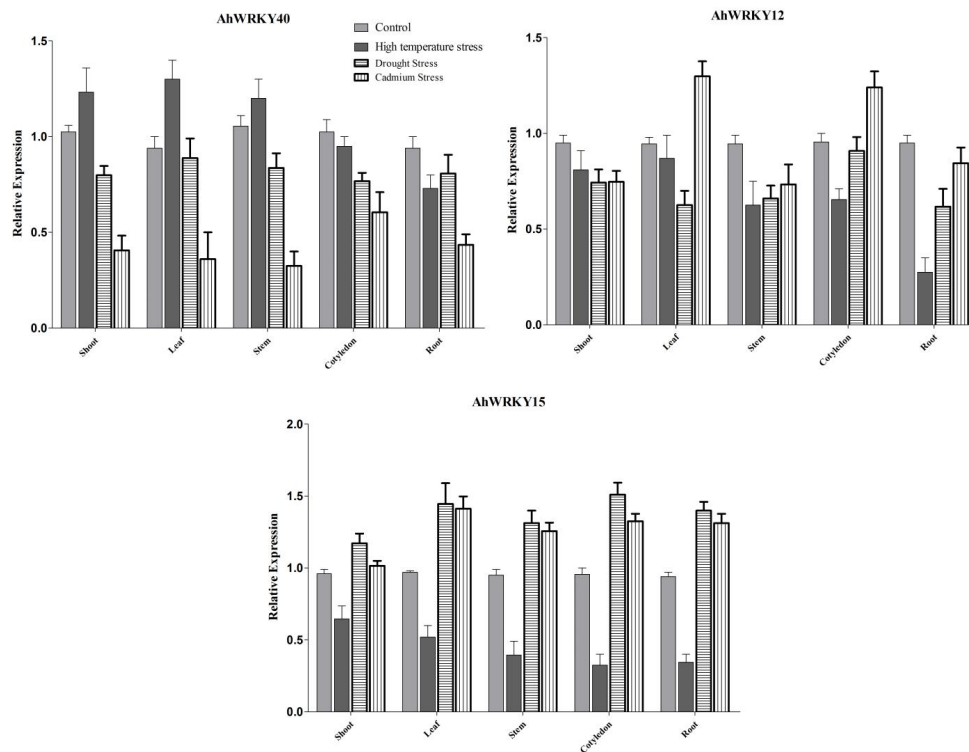 AhWRKY40
Control
High temperature stress
Drought Stress
Cadmium Stress
Relative Expression
1.5
1.0
0.5
0.0
Shoot
Leaf
Stem
Cotyledon
Root
AhWRKY12
Relative Expression
1.5
1.0
0.5
0.0
Shoot
Leaf
Stem
Cotyledon
Root
AhWRKY15
Relative Expression
2.0
1.5
1.0
0.5
0.0
Shoot
Leaf
Stem
Cotyledon
Root